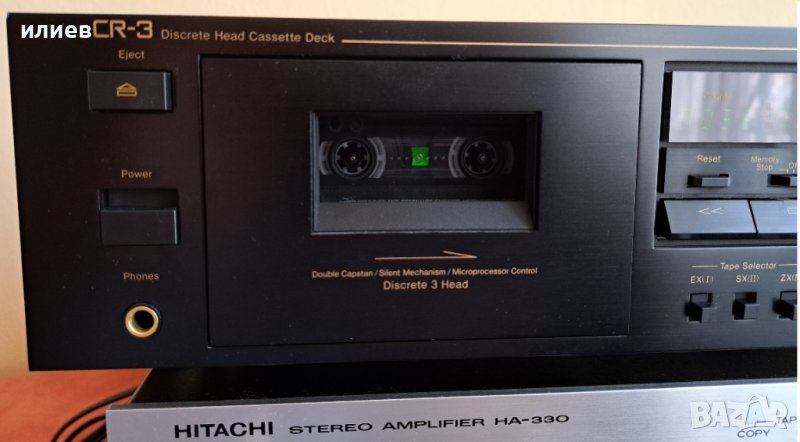 илиев CR-3 Discrete Head Cassette Deck
Eject
Power
Phones
Reset
Memory
Stop
<<
Double Capstan / Silent Mechanism / Microprocessor Control
Discrete 3 Head
Tape Selector
EX(I) SX(II)
HITACHI STEREO AMPLIFIER HA-330
COPY
BAZAR